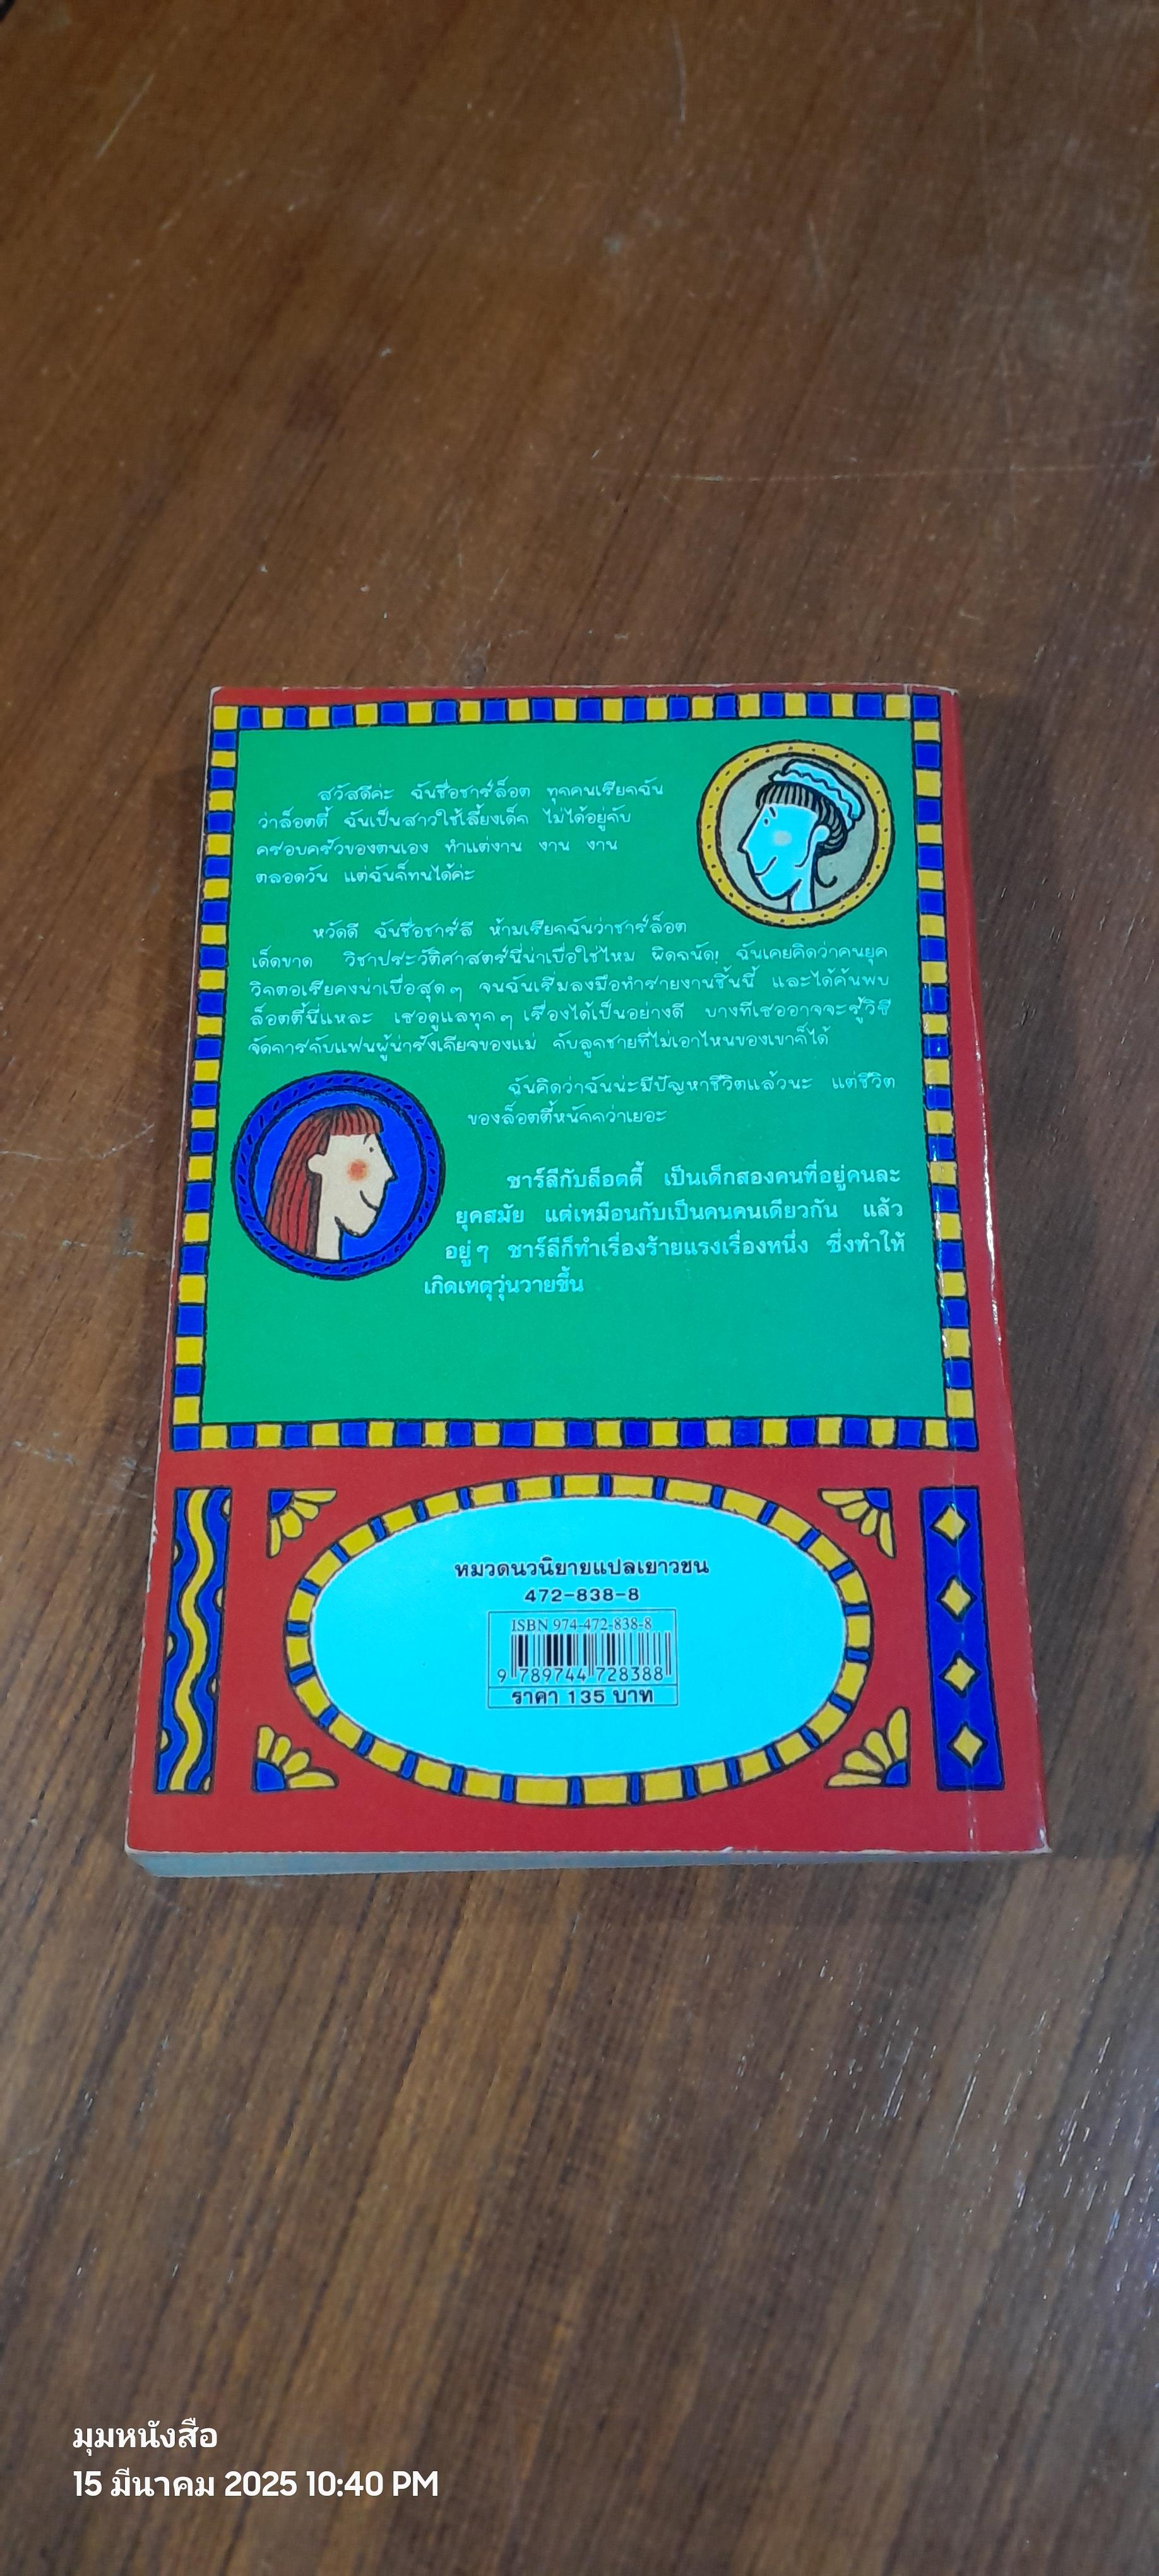 สวัสดีค่ะ ฉันชื่อชาร์ล็อต ทุกคนเรียกฉัน
ว่าล็อตตี้ ฉันเป็นสาวใช้เลี้ยงเด็ก ไม่ได้อยู่กับ
ครอบครัวของตนเอง ทำแต่งาน งาน งาน
ตลอดวัน แต่ฉันก็ทนได้ค่ะ
หวัดดี ฉันชื่อชาร์ลี ห้ามเรียกฉันว่าชาร์ล็อต
เด็ดขาด วิชาประวัติศาสตร์นี่น่าเบื่อใช่ไหม ผิดถนัด! ฉันเคยคิดว่าคนยุค
วิกตอเรียคงน่าเบื่อสุดๆ จนฉันเริ่มลงมือทำรายงานชิ้นนี้ และได้ค้นพบ
ล็อตตี้นี่แหละ เธอดูแลทุกๆ เรื่องได้เป็นอย่างดี บางทีเธออาจจะรู้วิธี
จัดการกับแฟนผู้น่ารังเกียจของแม่ กับลูกชายที่ไม่เอาไหนของเขาก็ได้
ฉันคิดว่าฉันน่ะมีปัญหาชีวิตแล้วนะ แต่ชีวิต
ของล็อตตี้หนักกว่าเยอะ
ชาร์ลีกับล็อตตี้ เป็นเด็กสองคนที่อยู่คนละ
ยุคสมัย แต่เหมือนกับเป็นคนคนเดียวกัน แล้ว
อยู่ๆ ชาร์ลีก็ทำเรื่องร้ายแรงเรื่องหนึ่ง ซึ่งทำให้
เกิดเหตุวุ่นวายขึ้น
หมวดนวนิยายแปลเยาวชน
472-838-8
ISBN 974-472-838-8
9 789744 728388
ราคา 135 บาท
มุมหนังสือ
15 มีนาคม 2025 10:40 PM